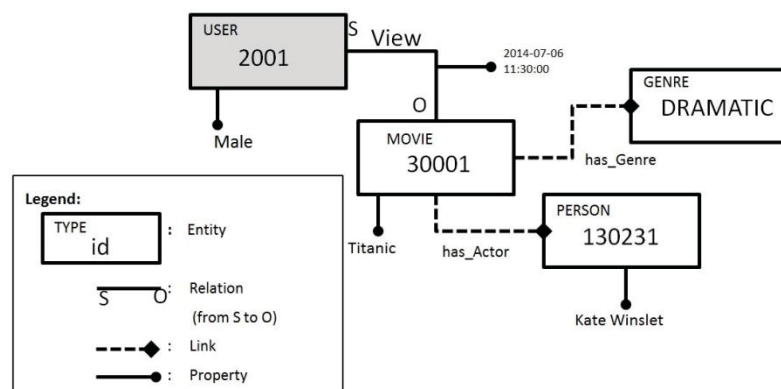 USER
2001
S
View
2014-07-06
11:30:00
O
Male
GENRE
DRAMATIC
MOVIE
30001
has_Genre
Titanic
has_Actor
PERSON
130231
Kate Winslet
Legend:
TYPE
id
: Entity
S O : Relation
(from S to O)
: Link
: Property